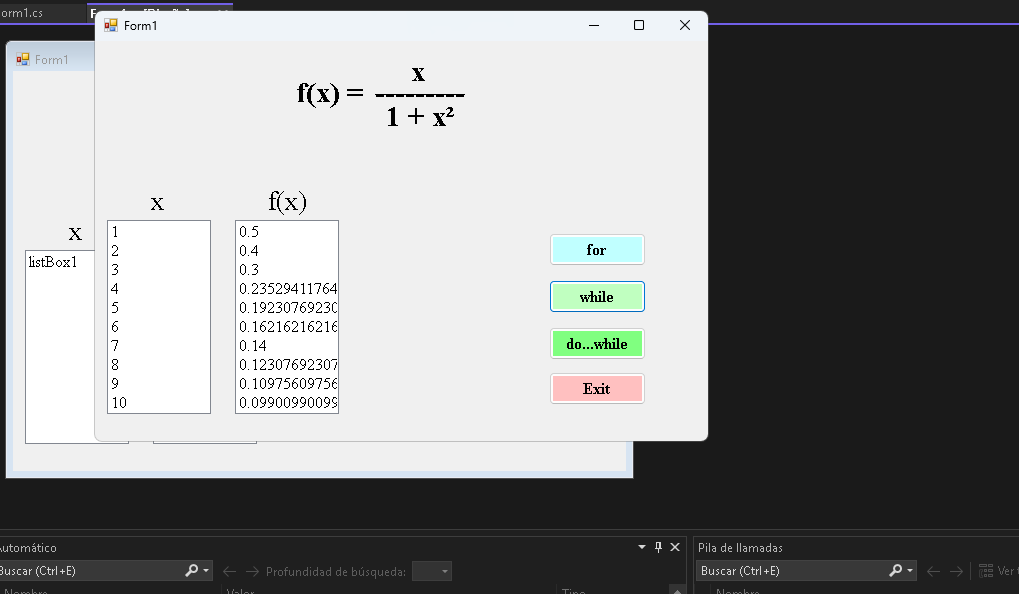 orm1.cs
Form1
Form1
x
f(x) = ---------
1 + x²
x
f(x)
x
listBox1
1
2
3
4
5
6
7
8
9
10
0.5
0.4
0.3
0.23529411764
0.19230769230
0.16216216216
0.14
0.12307692307
0.10975609756
0.09900990099
for
while
do...while
Exit
Automático
Buscar (Ctrl+E)
Profundidad de búsqueda:
Nombre
Valor
Tipo
Pila de llamadas
Buscar (Ctrl+E)
Ver
Nombre